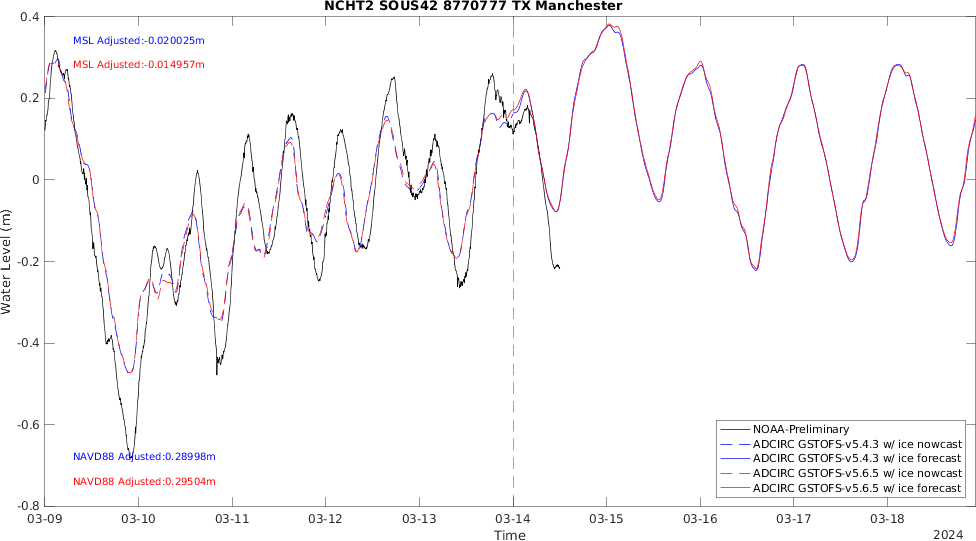 NCHT2 SOUS42 8770777 TX Manchester
0.4
MSL Adjusted:-0.020025m
MSL Adjusted:-0.014957m
0.2
0
-0.2
Water Level (m)
-0.4
-0.6
NOAA-Preliminary
ADCIRC GSTOFS-v5.4.3 w/ ice nowcast
NAVD88 Adjusted:0.28998m
ADCIRC GSTOFS-v5.4.3 w/ ice forecast
ADCIRC GSTOFS-v5.6.5 w/ ice nowcast
NAVD88 Adjusted:0.29504m
ADCIRC GSTOFS-v5.6.5 w/ ice forecast
-0.8
03-09 03-10 03-11 03-12 03-13 03-14 03-15 03-16 03-17 03-18
Time
2024